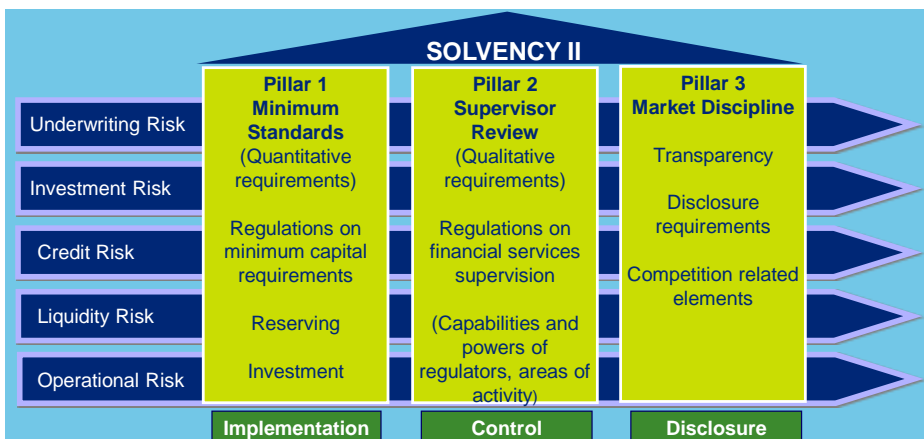 SOLVENCY II
Underwriting Risk
Investment Risk
Credit Risk
Liquidity Risk
Operational Risk
Pillar 1
Minimum
Standards
(Quantitative
requirements)
Regulations on
minimum capital
requirements
Reserving
Investment
Implementation
Pillar 2
Supervisor
Review
(Qualitative
requirements)
Regulations on
financial services
supervision
(Capabilities and
powers of
regulators, areas of
activity)
Control
Pillar 3
Market Discipline
Transparency
Disclosure
requirements
Competition related
elements
Disclosure